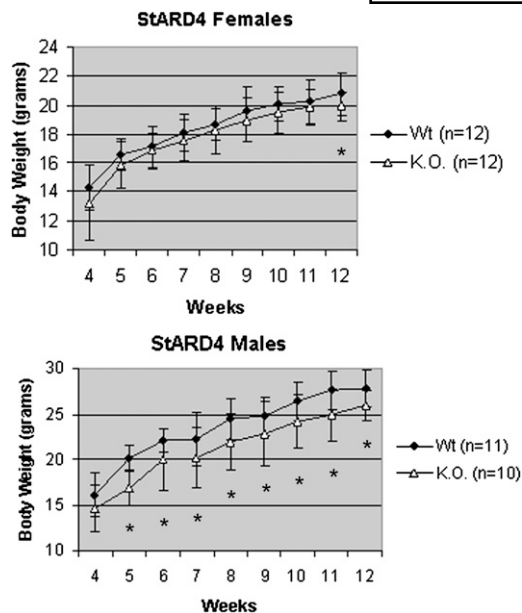 StARD4 Females
Body Weight (grams)
24
22
20
18
16
14
12
10
4 5 6 7 8 9 10 11 12
Weeks
Wt (n=12)
K.O. (n=12)
*
StARD4 Males
Body Weight (grams)
30
25
20
15
10
4 5 6 7 8 9 10 11 12
Weeks
Wt (n=11)
K.O. (n=10)
* * * * * * * *